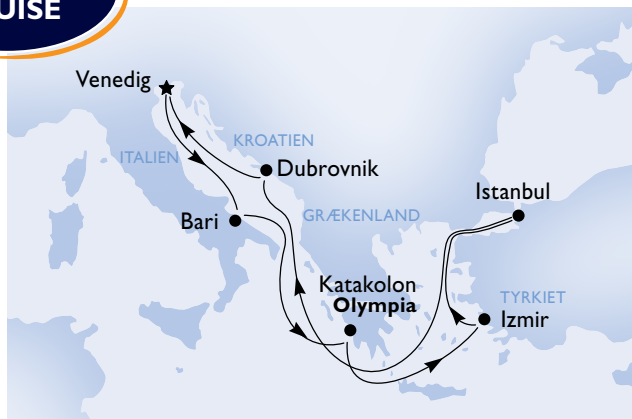 UISE
Venedig
KROATIEN
ITALIEN
Dubrovnik
Istanbul
Bari
GRÆKENLAND
Katakolon
Olympia
TYRKIET
Izmir